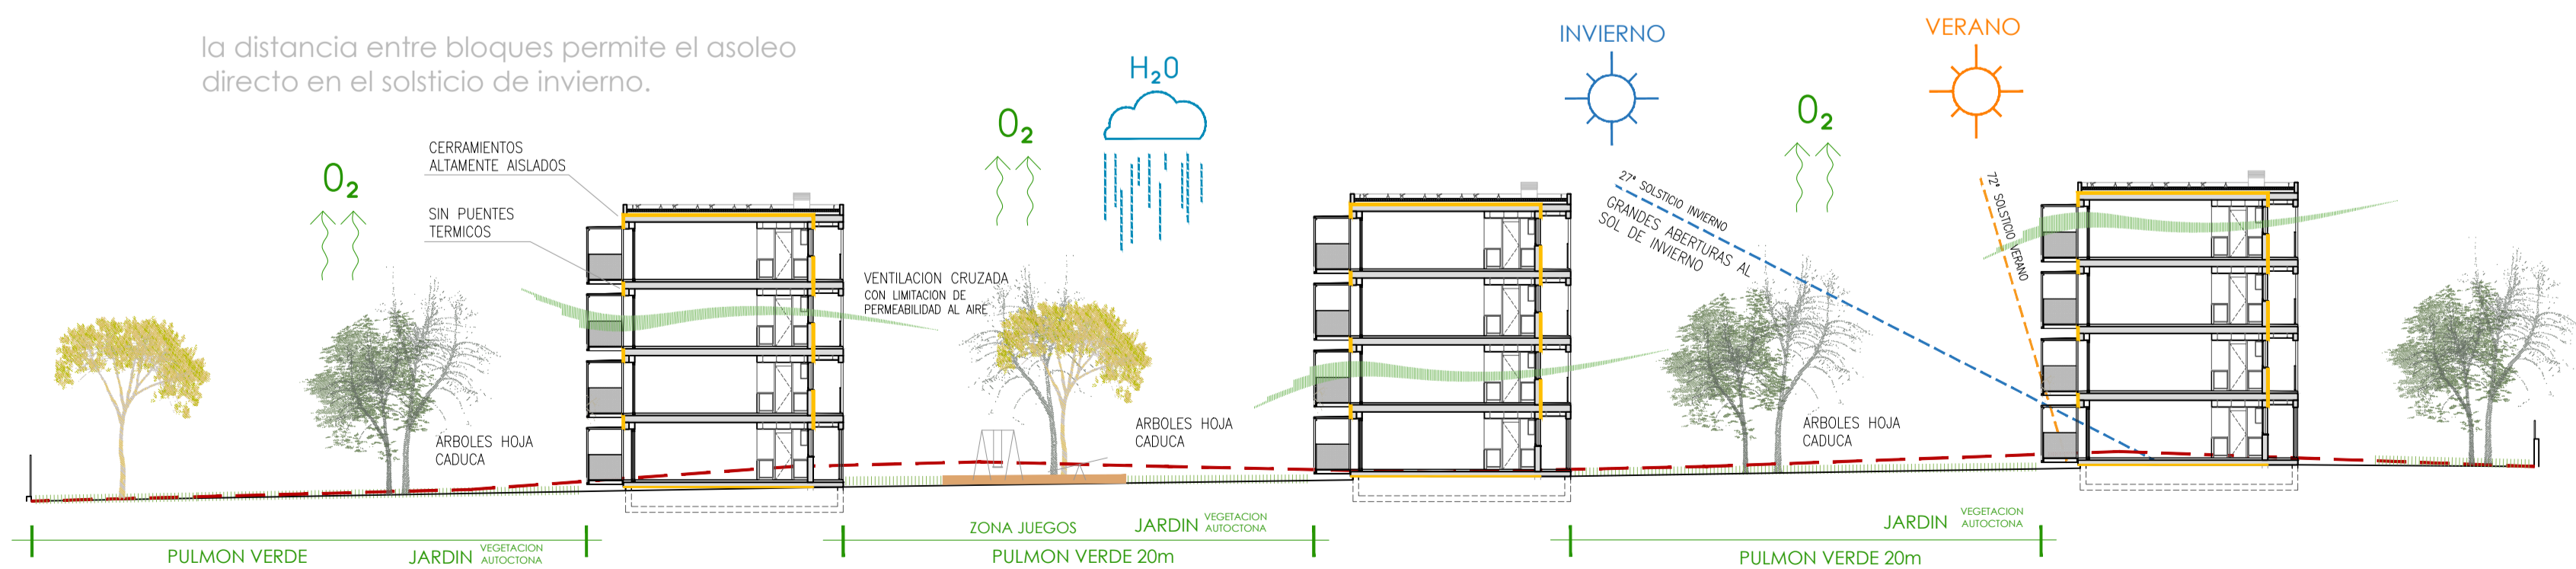 la distancia entre bloques permite el asoleo
directo en el solsticio de invierno.
INVIERNO
VERANO
H₂O
O₂
O₂
O₂
CERRAMIENTOS
ALTAMENTE AISLADOS
SIN PUENTES
TERMICOS
VENTILACION CRUZADA
CON LIMITACION DE
PERMEABILIDAD AL AIRE
27ª SOLSTICIO INVIERNO
GRANDES ABERTURAS AL
SOL DE INVIERNO
72ª SOLSTICIO VERANO
ARBOLES HOJA
CADUCA
ARBOLES HOJA
CADUCA
ARBOLES HOJA
CADUCA
PULMON VERDE
JARDIN
VEGETACION
AUTOCTONA
ZONA JUEGOS
JARDIN
VEGETACION
AUTOCTONA
PULMON VERDE 20m
JARDIN
VEGETACION
AUTOCTONA
PULMON VERDE 20m